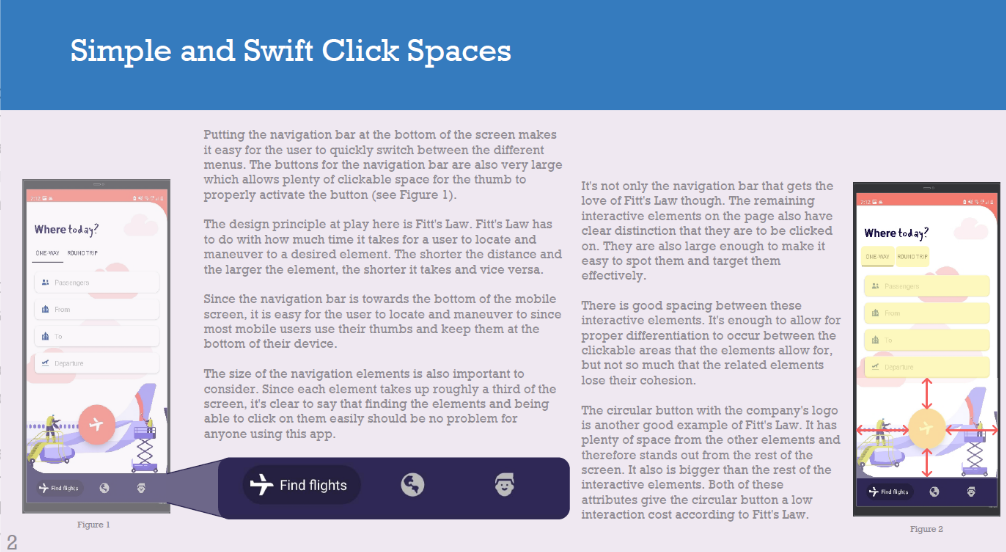 Simple and Swift Click Spaces
Putting the navigation bar at the bottom of the screen makes
it easy for the user to quickly switch between the different
menus. The buttons for the navigation bar are also very large
which allows plenty of clickable space for the thumb to
properly activate the button (see Figure 1).
The design principle at play here is Fitt's Law. Fitt's Law has
to do with how much time it takes for a user to locate and
maneuver to a desired element. The shorter the distance and
the larger the element, the shorter it takes and vice versa.
Since the navigation bar is towards the bottom of the mobile
screen, it is easy for the user to locate and maneuver to since
most mobile users use their thumbs and keep them at the
bottom of their device.
The size of the navigation elements is also important to
consider. Since each element takes up roughly a third of the
screen, it's clear to say that finding the elements and being
able to click on them easily should be no problem for
anyone using this app.
Where today?
ONE-WAY ROUND TRIP
Passengers
From
To
Departure
Find flights
Figure 1
Find flights
It's not only the navigation bar that gets the
love of Fitt's Law though. The remaining
interactive elements on the page also have
clear distinction that they are to be clicked
on. They are also large enough to make it
easy to spot them and target them
effectively.
There is good spacing between these
interactive elements. It's enough to allow for
proper differentiation to occur between the
clickable areas that the elements allow for,
but not so much that the related elements
lose their cohesion.
The circular button with the company's logo
is another good example of Fitt's Law. It has
plenty of space from the other elements and
therefore stands out from the rest of the
screen. It also is bigger than the rest of the
interactive elements. Both of these
attributes give the circular button a low
interaction cost according to Fitt's Law.
Where today?
ONE-WAY ROUND TRIP
Passengers
From
To
Departure
Find flights
Figure 2
2